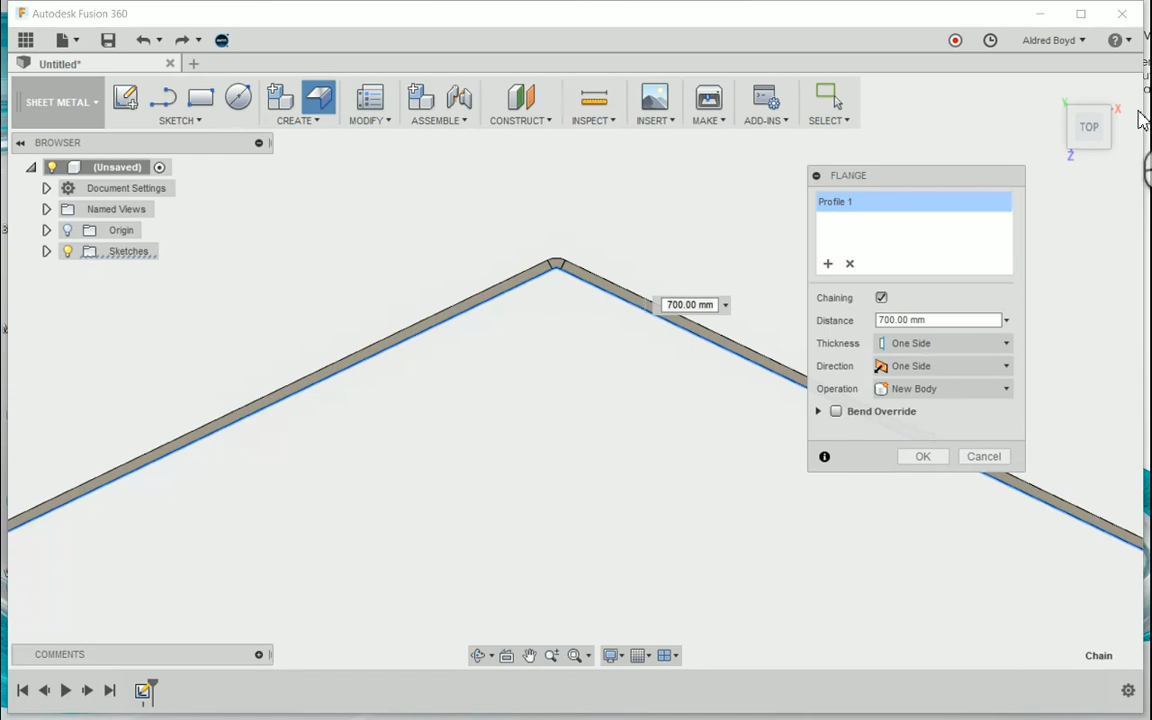 Autodesk Fusion 360
Aldred Boyd
Untitled*
SHEET METAL
SKETCH
CREATE
MODIFY
ASSEMBLE
CONSTRUCT
INSPECT
INSERT
MAKE
ADD-INS
SELECT
BROWSER
(Unsaved)
Document Settings
Named Views
Origin
Sketches
Y
X
TOP
Z
700.00 mm
FLANGE
Profile 1
Chaining
Distance 700.00 mm
Thickness One Side
Direction One Side
Operation New Body
Bend Override
OK Cancel
COMMENTS
Chain